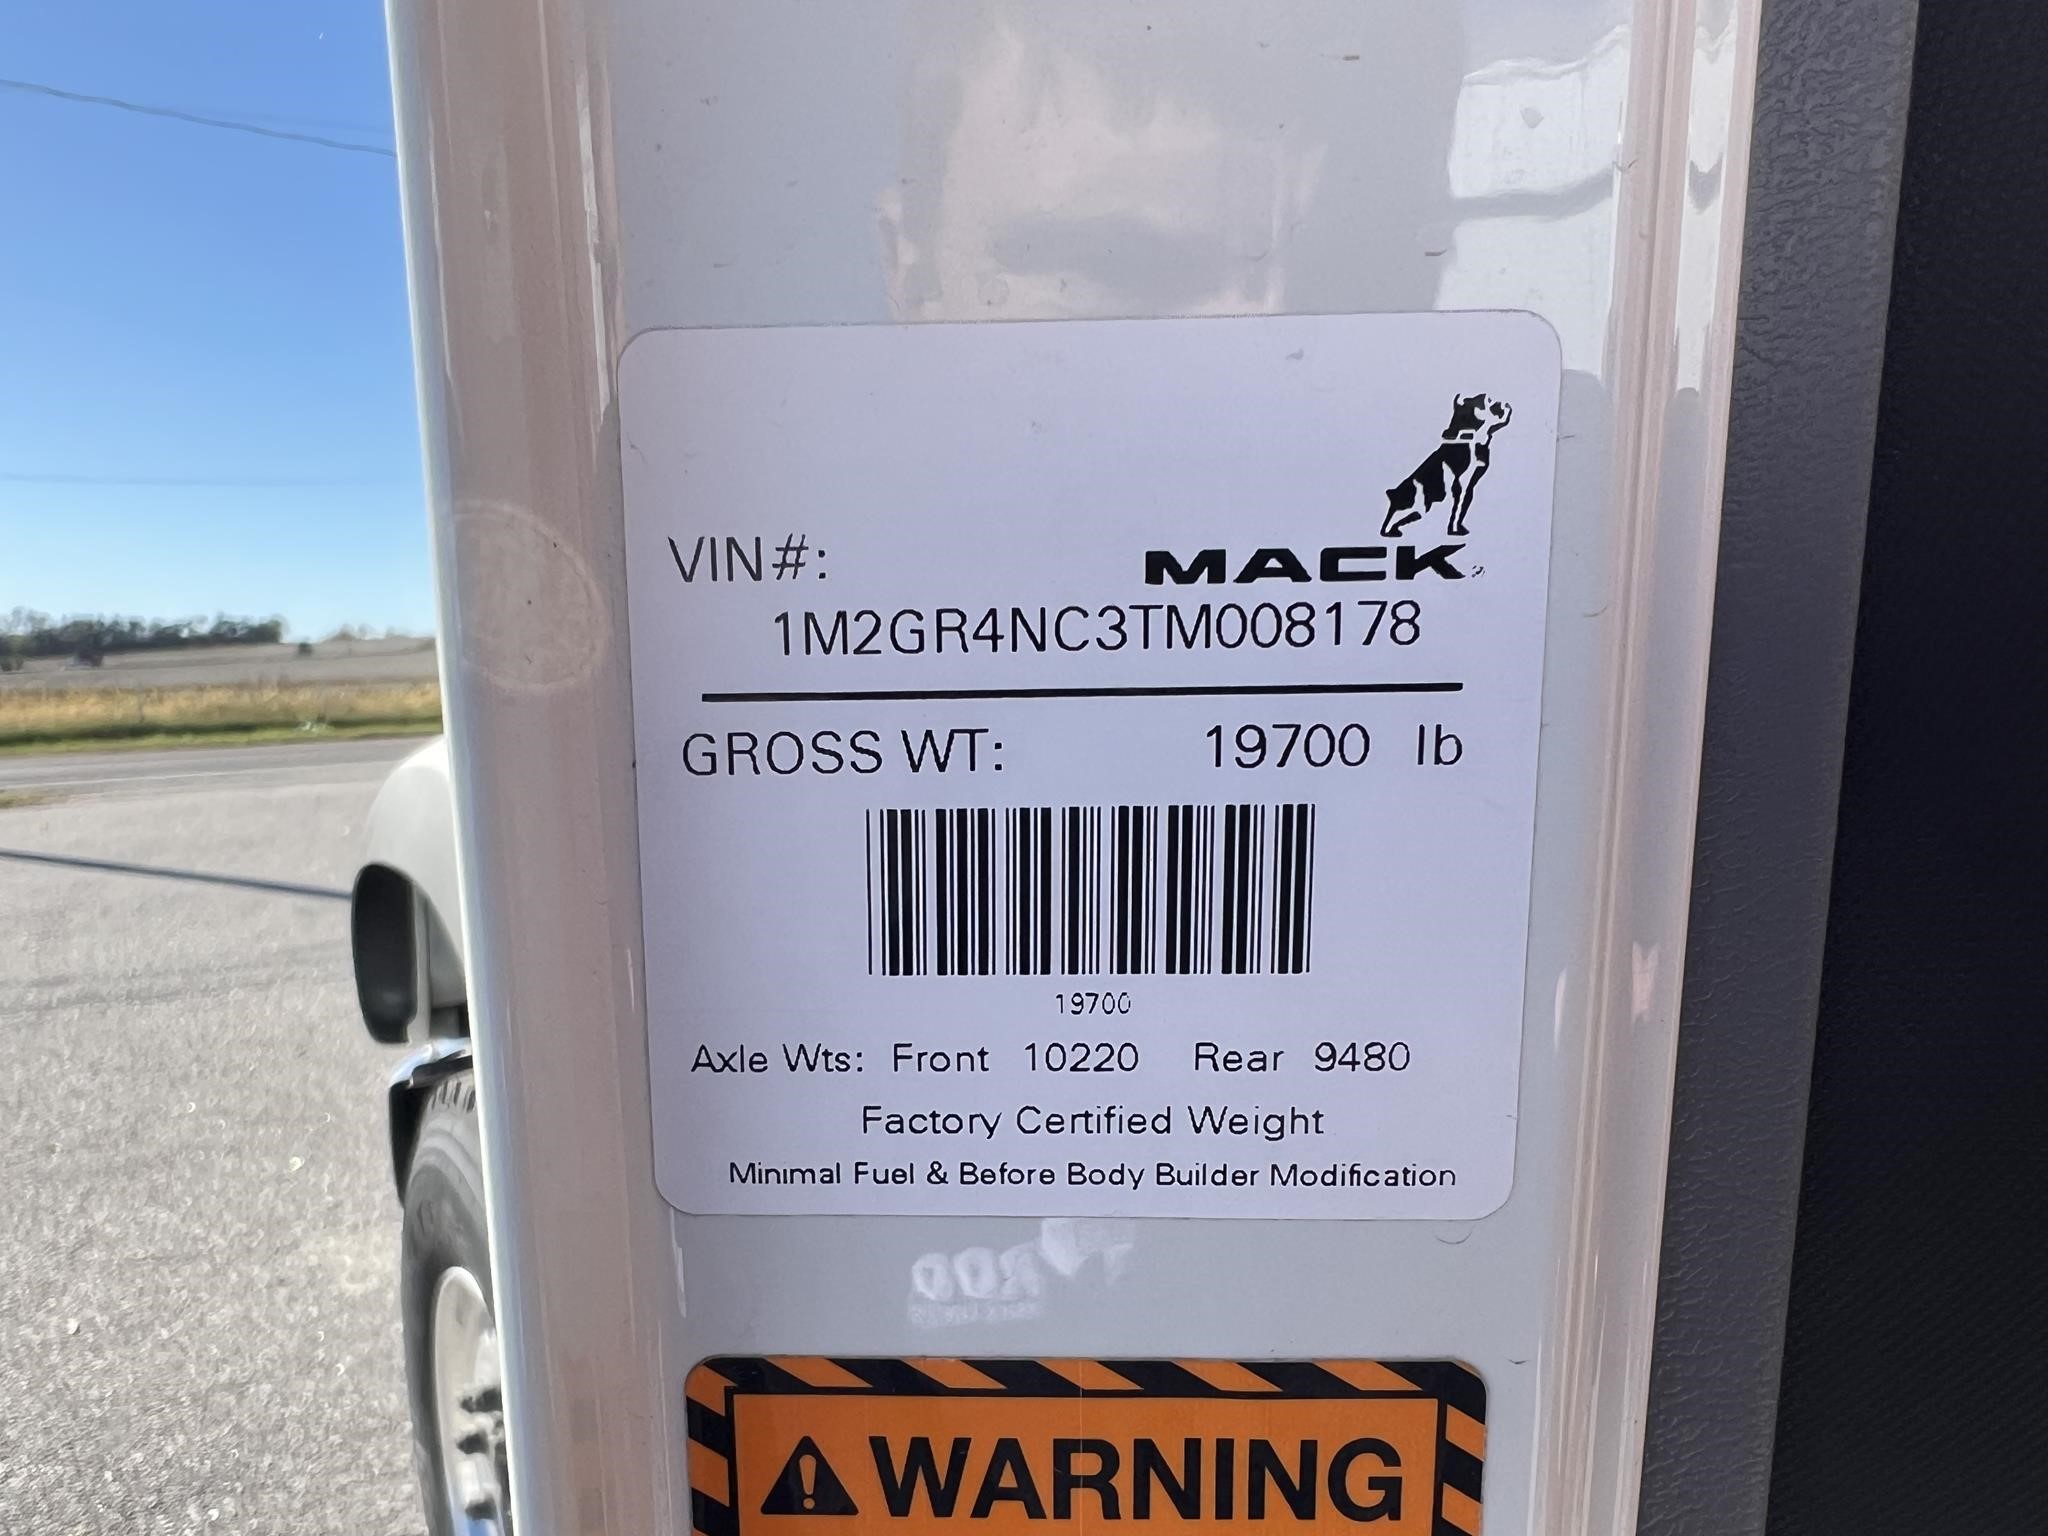 VIN#:
MACK
1M2GR4NC3TM008178
GROSS WT: 19700 lb
19700
Axle Wts: Front 10220 Rear 9480
Factory Certified Weight
Minimal Fuel & Before Body Builder Modification
WARNING